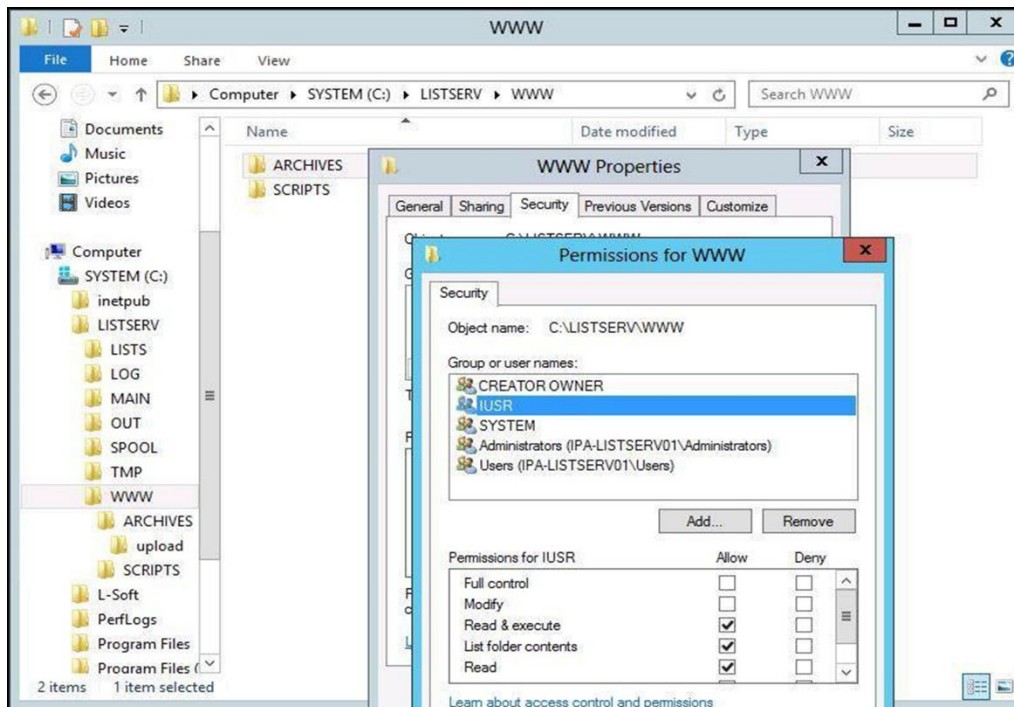 WWW
File Home Share View
Computer SYSTEM (C:) LISTSERV WWW Search WWW
Documents
Music
Pictures
Videos
Computer
SYSTEM (C:)
inetpub
LISTSERV
LISTS
LOG
MAIN
OUT
SPOOL
TMP
WWW
ARCHIVES
upload
SCRIPTS
L-Soft
PerfLogs
Program Files
Program Files (
Name Date modified Type Size
ARCHIVES
SCRIPTS
WWW Properties
General Sharing Security Previous Versions Customize
Permissions for WWW
Security
Object name: C:\LISTSERV\WWW
Group or user names:
CREATOR OWNER
IUSR
SYSTEM
Administrators (IPA-LISTSERV01\Administrators)
Users (IPA-LISTSERV01\Users)
Add... Remove
Permissions for IUSR Allow Deny
Full control
Modify
Read & execute
List folder contents
Read
Learn about access control and permissions
2 items 1 item selected